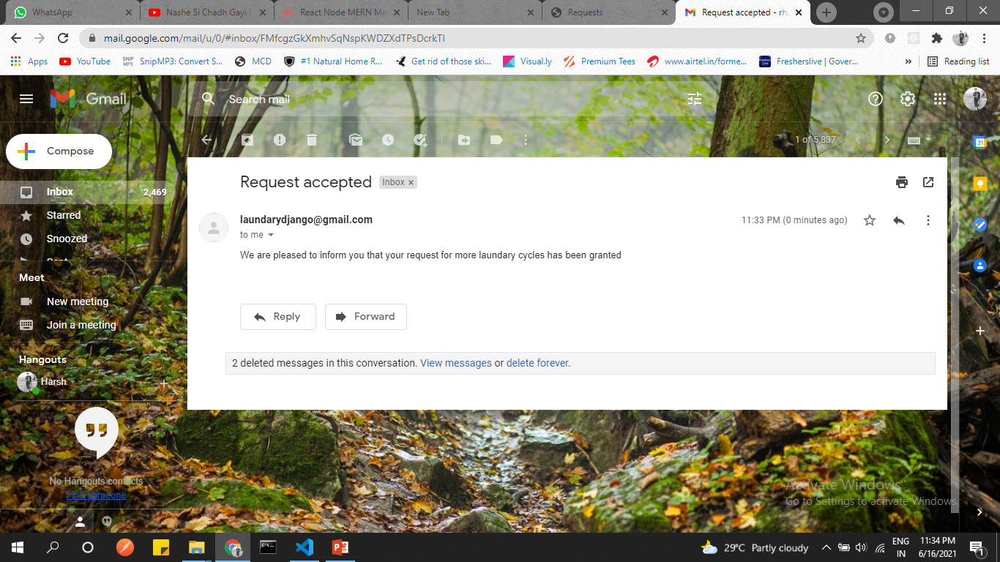 WhatsApp
Nashe Si Chadh Gayi
React Node MERN Ma
New Tab
Requests
Request accepted - rh
mail.google.com/mail/u/0/#inbox/FMfcgzGkXmhvSqNspKWDZXdTPsDcrkTl
Apps
YouTube
SNIP MP3
SnipMP3: Convert S...
MCD
#1 Natural Home R...
Get rid of those ski...
Visual.ly
Premium Tees
www.airtel.in/forme...
Fresherslive | Gover...
»
Reading list
Gmail
Search mail
Compose
1 of 5,837
31
Inbox 2,469
Starred
Snoozed
Sent
Meet
New meeting
Join a meeting
Hangouts
Harsh
No Hangouts contacts
Find someone
Request accepted Inbox ×
laundarydjango@gmail.com
11:33 PM (0 minutes ago)
to me
We are pleased to inform you that your request for more laundary cycles has been granted
Reply
Forward
2 deleted messages in this conversation. View messages or delete forever.
Activate Windows
Go to Settings to activate Windows.
29°C Partly cloudy
ENG
IN
11:34 PM
6/16/2021
1